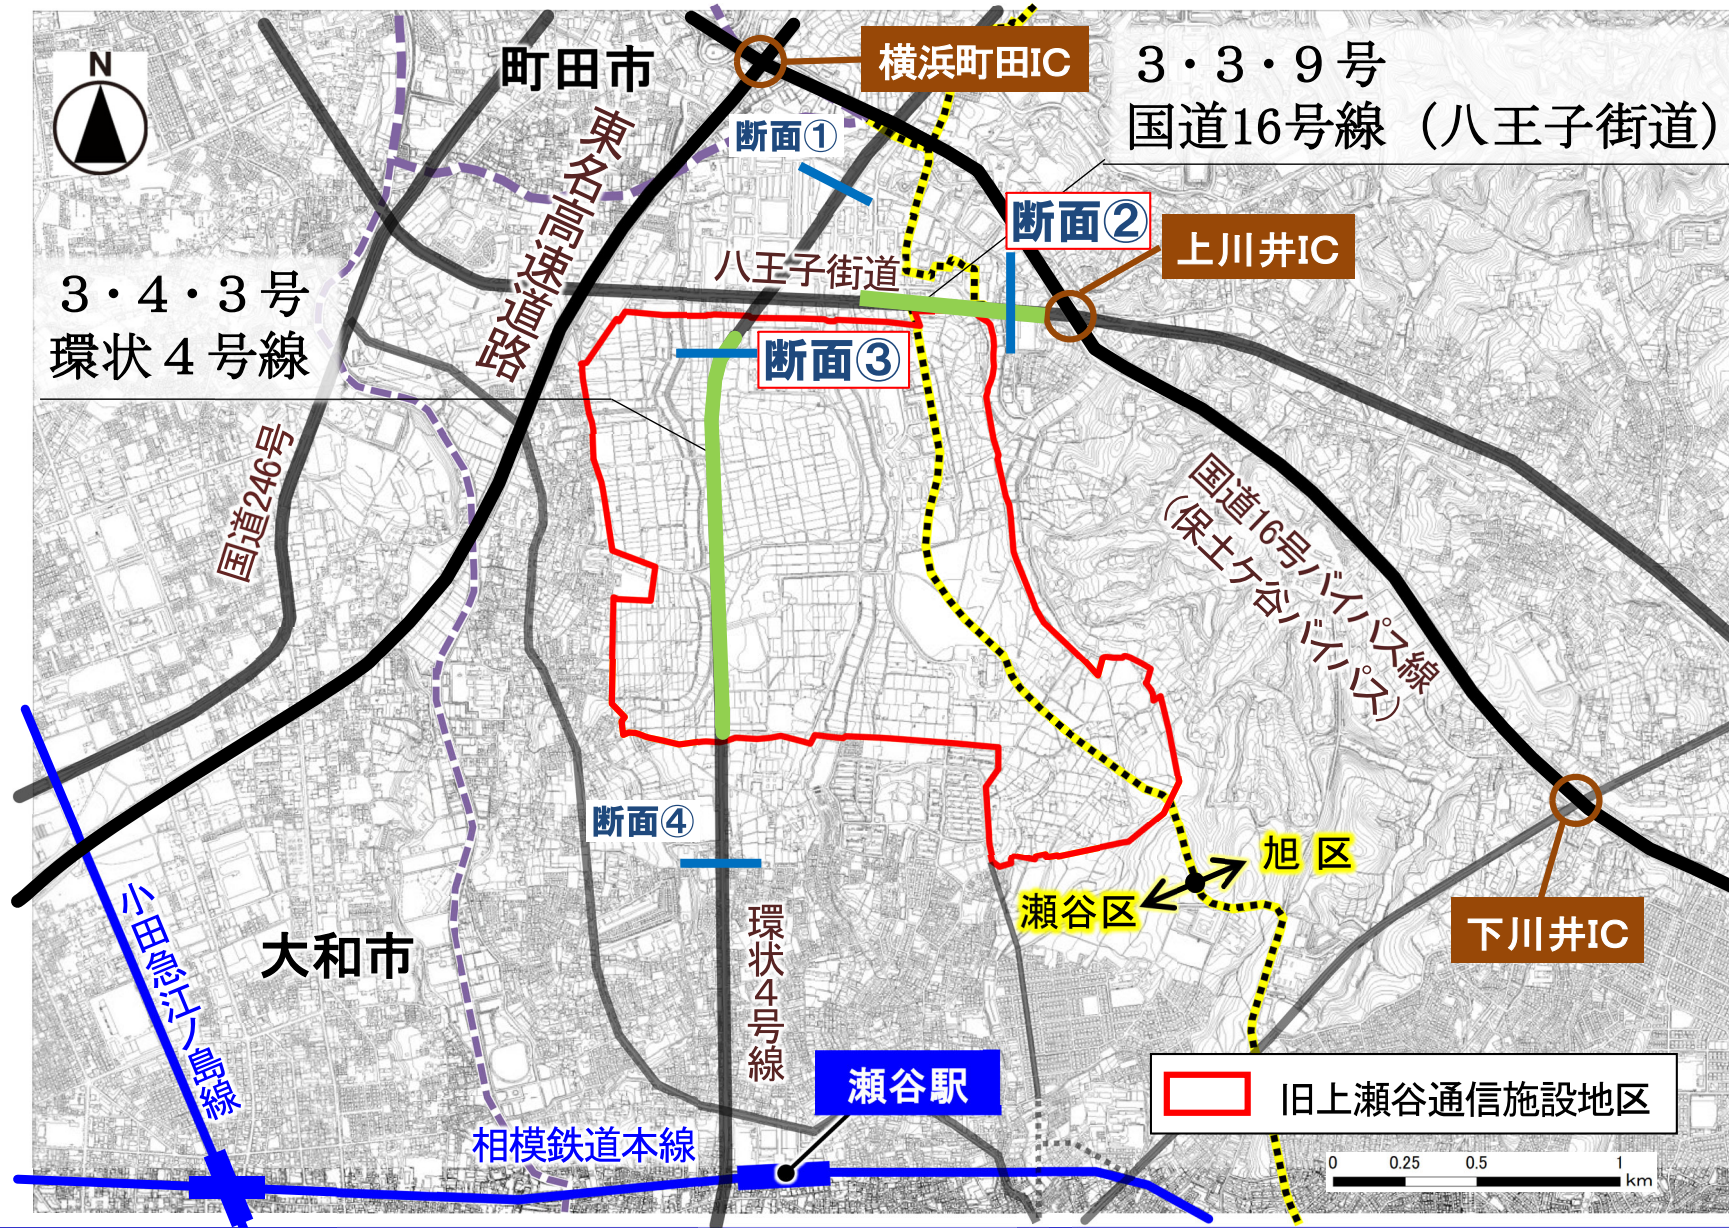 N
町田市
横浜町田IC
3・3・9号
国道16号線（八王子街道）
東名高速道路
断面①
断面②
上川井IC
八王子街道
3・4・3号
環状4号線
断面③
国道246号
国道16号バイパス線
（保土ケ谷バイパス）
断面④
旭区
瀬谷区
下川井IC
大和市
小田急江ノ島線
環状4号線
瀬谷駅
相模鉄道本線
旧上瀬谷通信施設地区
0 0.25 0.5 1
km